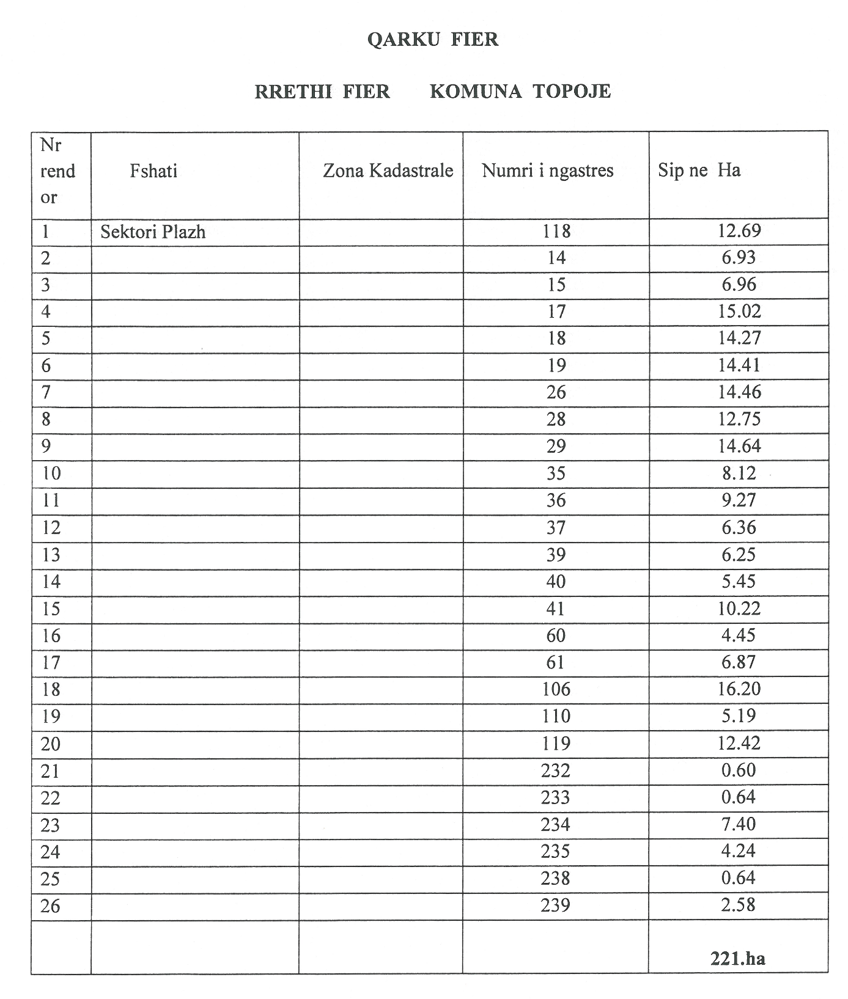 QARKU FIER
RRETHI FIER KOMUNA TOPOJE
Nr rend or Fshati Zona Kadastrale Numri i ngastres Sip ne Ha
1 Sektori Plazh 118 12.69
2 14 6.93
3 15 6.96
4 17 15.02
5 18 14.27
6 19 14.41
7 26 14.46
8 28 12.75
9 29 14.64
10 35 8.12
11 36 9.27
12 37 6.36
13 39 6.25
14 40 5.45
15 41 10.22
16 60 4.45
17 61 6.87
18 106 16.20
19 110 5.19
20 119 12.42
21 232 0.60
22 233 0.64
23 234 7.40
24 235 4.24
25 238 0.64
26 239 2.58
221.ha